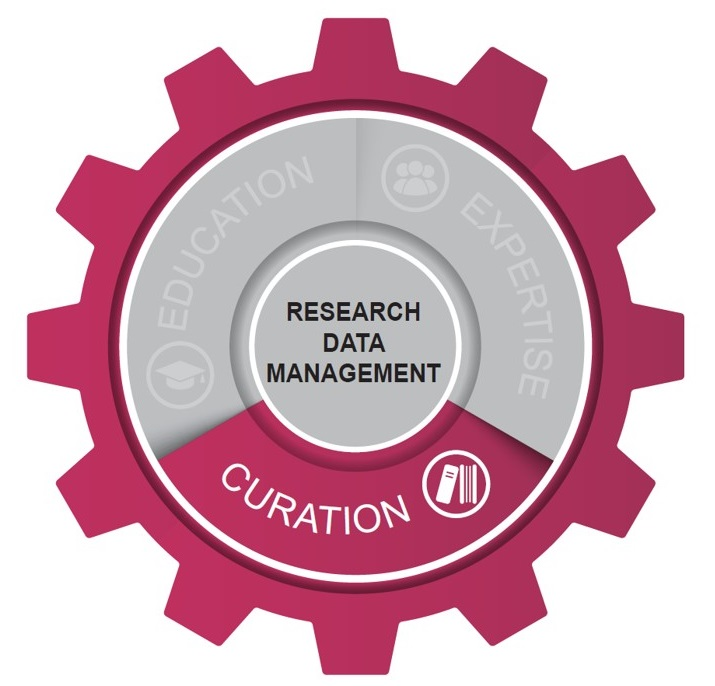 EDUCATION
EXPERTISE
RESEARCH
DATA
MANAGEMENT
CURATION